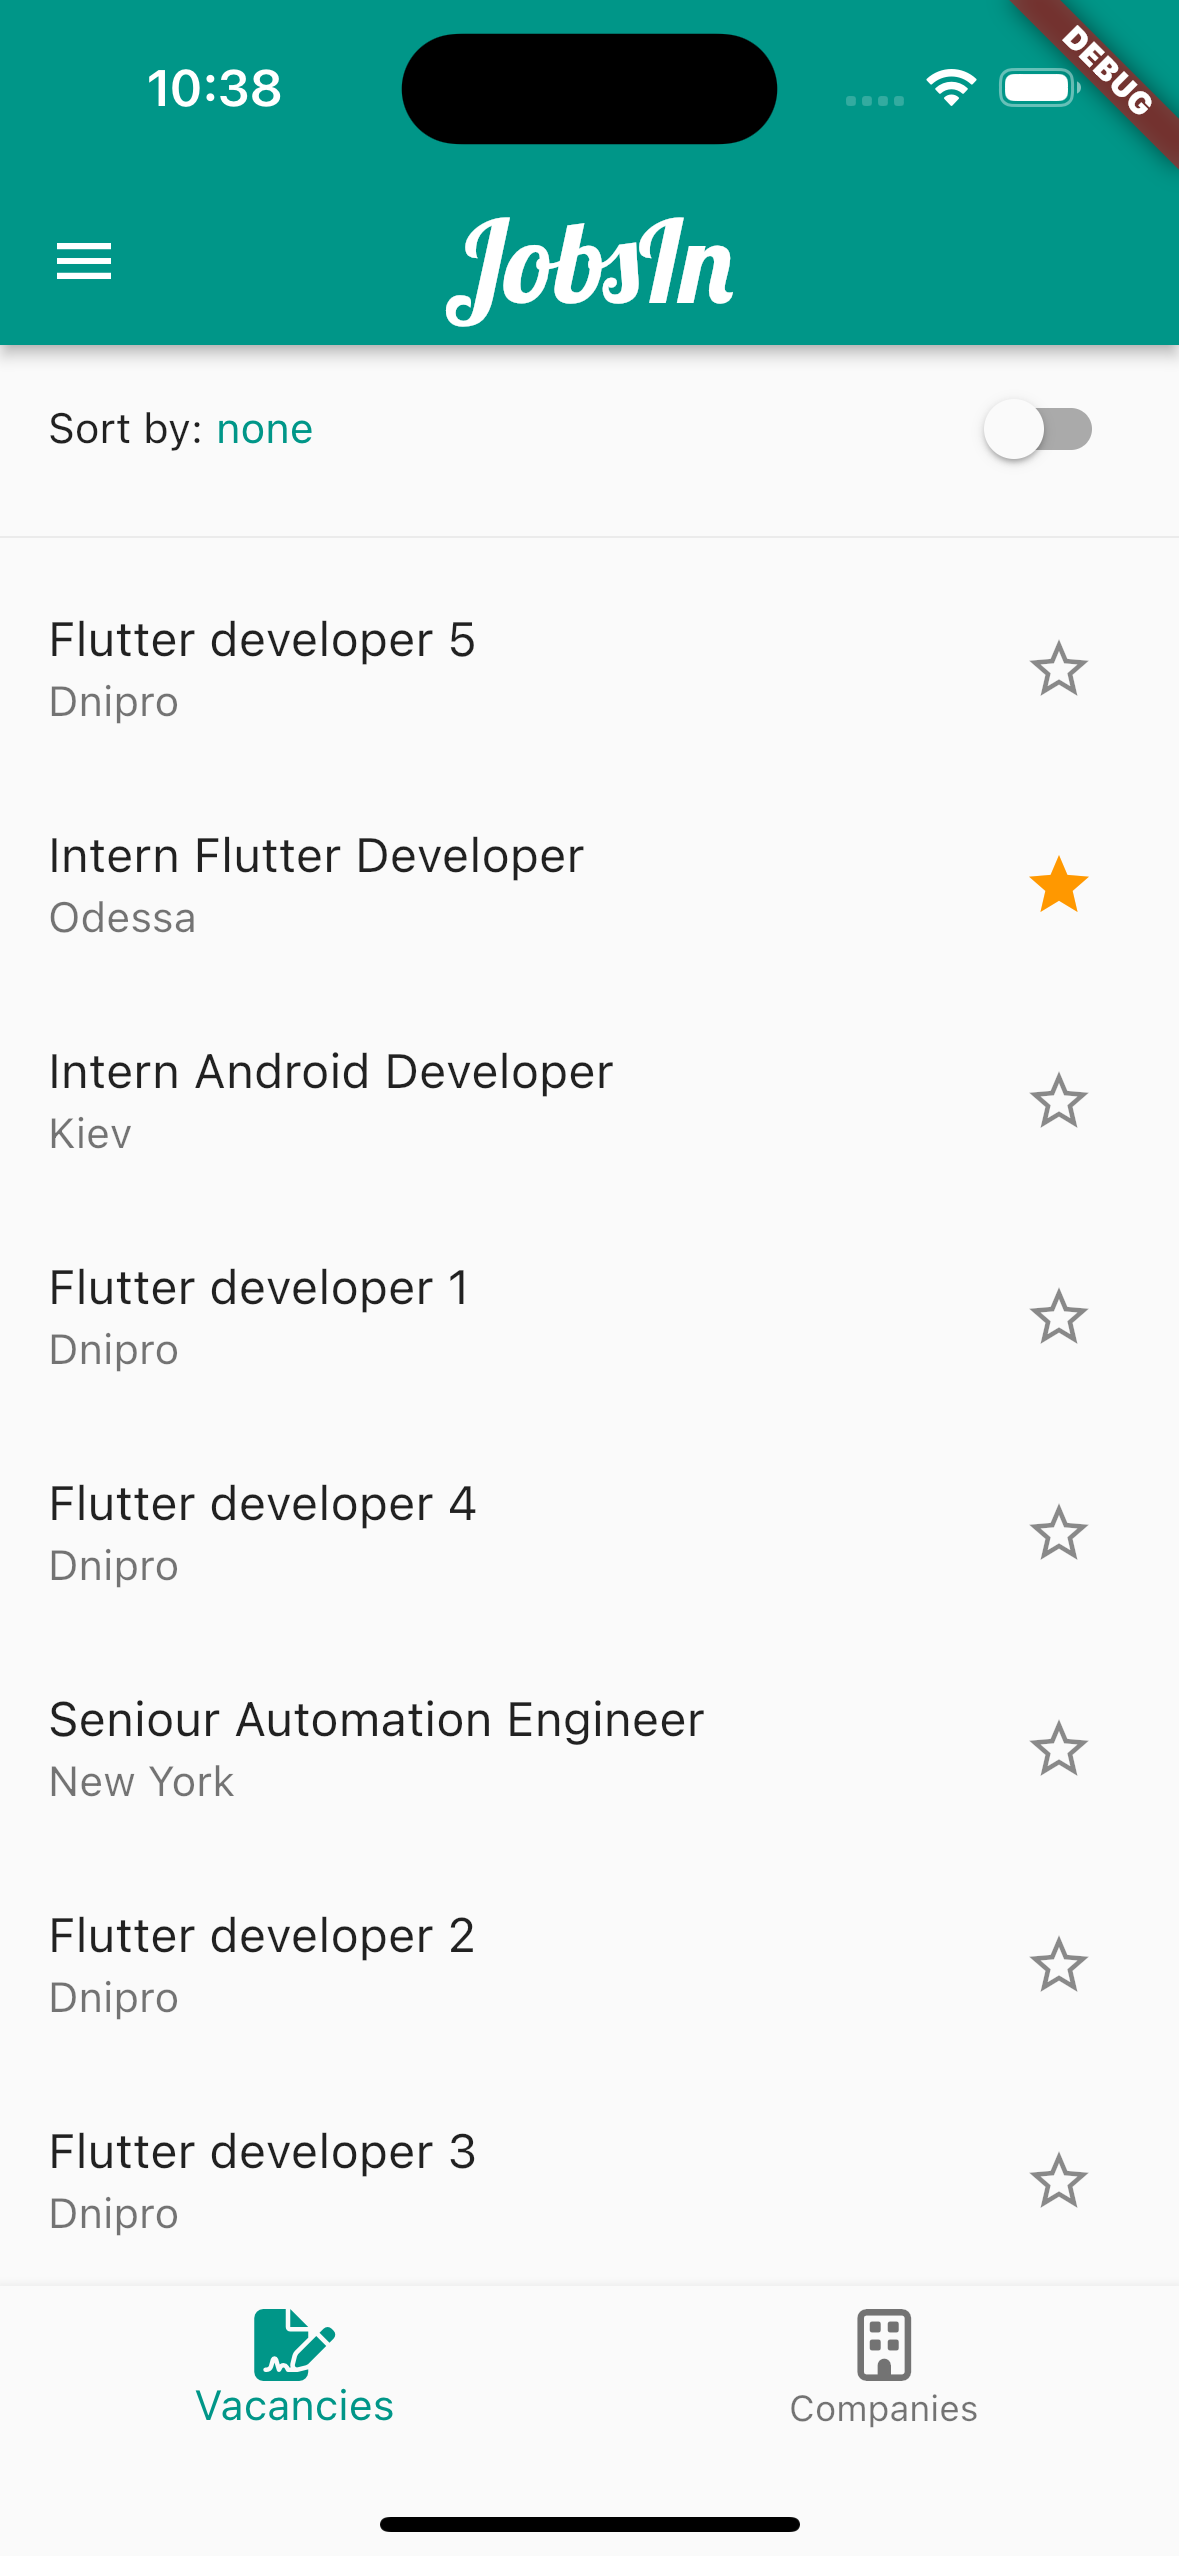 10:38
DEBUG
JobsIn
Sort by: none
Flutter developer 5
Dnipro
Intern Flutter Developer
Odessa
Intern Android Developer
Kiev
Flutter developer 1
Dnipro
Flutter developer 4
Dnipro
Seniour Automation Engineer
New York
Flutter developer 2
Dnipro
Flutter developer 3
Dnipro
Vacancies
Companies